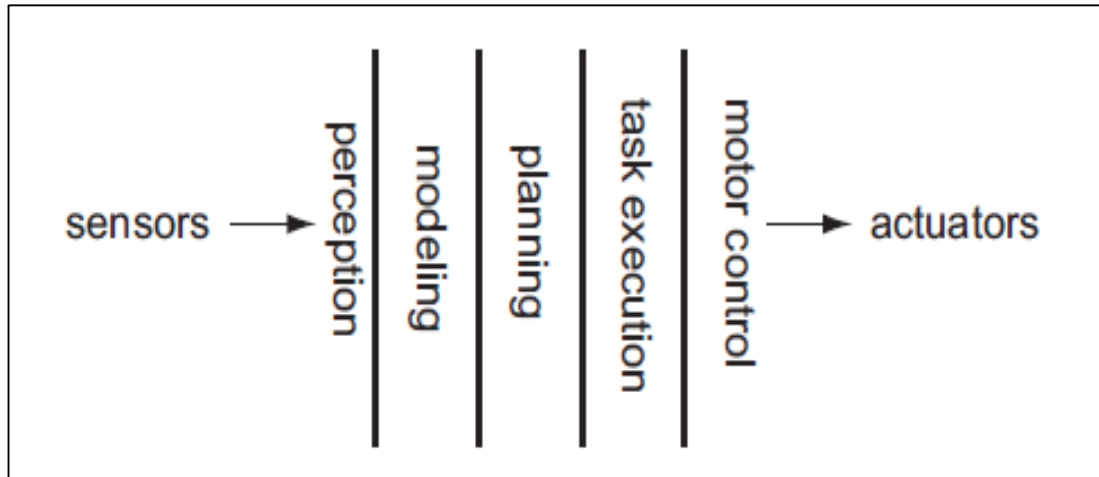 sensors
perception
modeling
planning
task execution
motor control
actuators